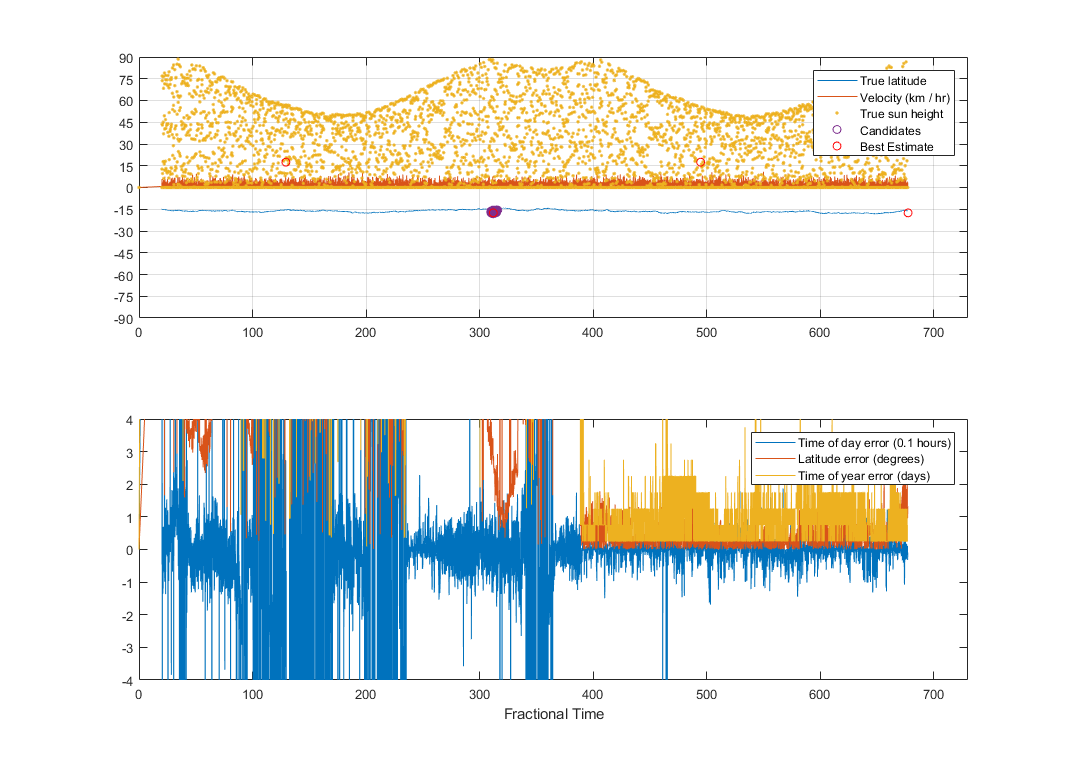 90
75
60
45
30
15
0
-15
-30
-45
-60
-75
-90
0 100 200 300 400 500 600 700
True latitude
Velocity (km / hr)
True sun height
Candidates
Best Estimate
4
3
2
1
0
-1
-2
-3
-4
0 100 200 300 400 500 600 700
Time of day error (0.1 hours)
Latitude error (degrees)
Time of year error (days)
Fractional Time